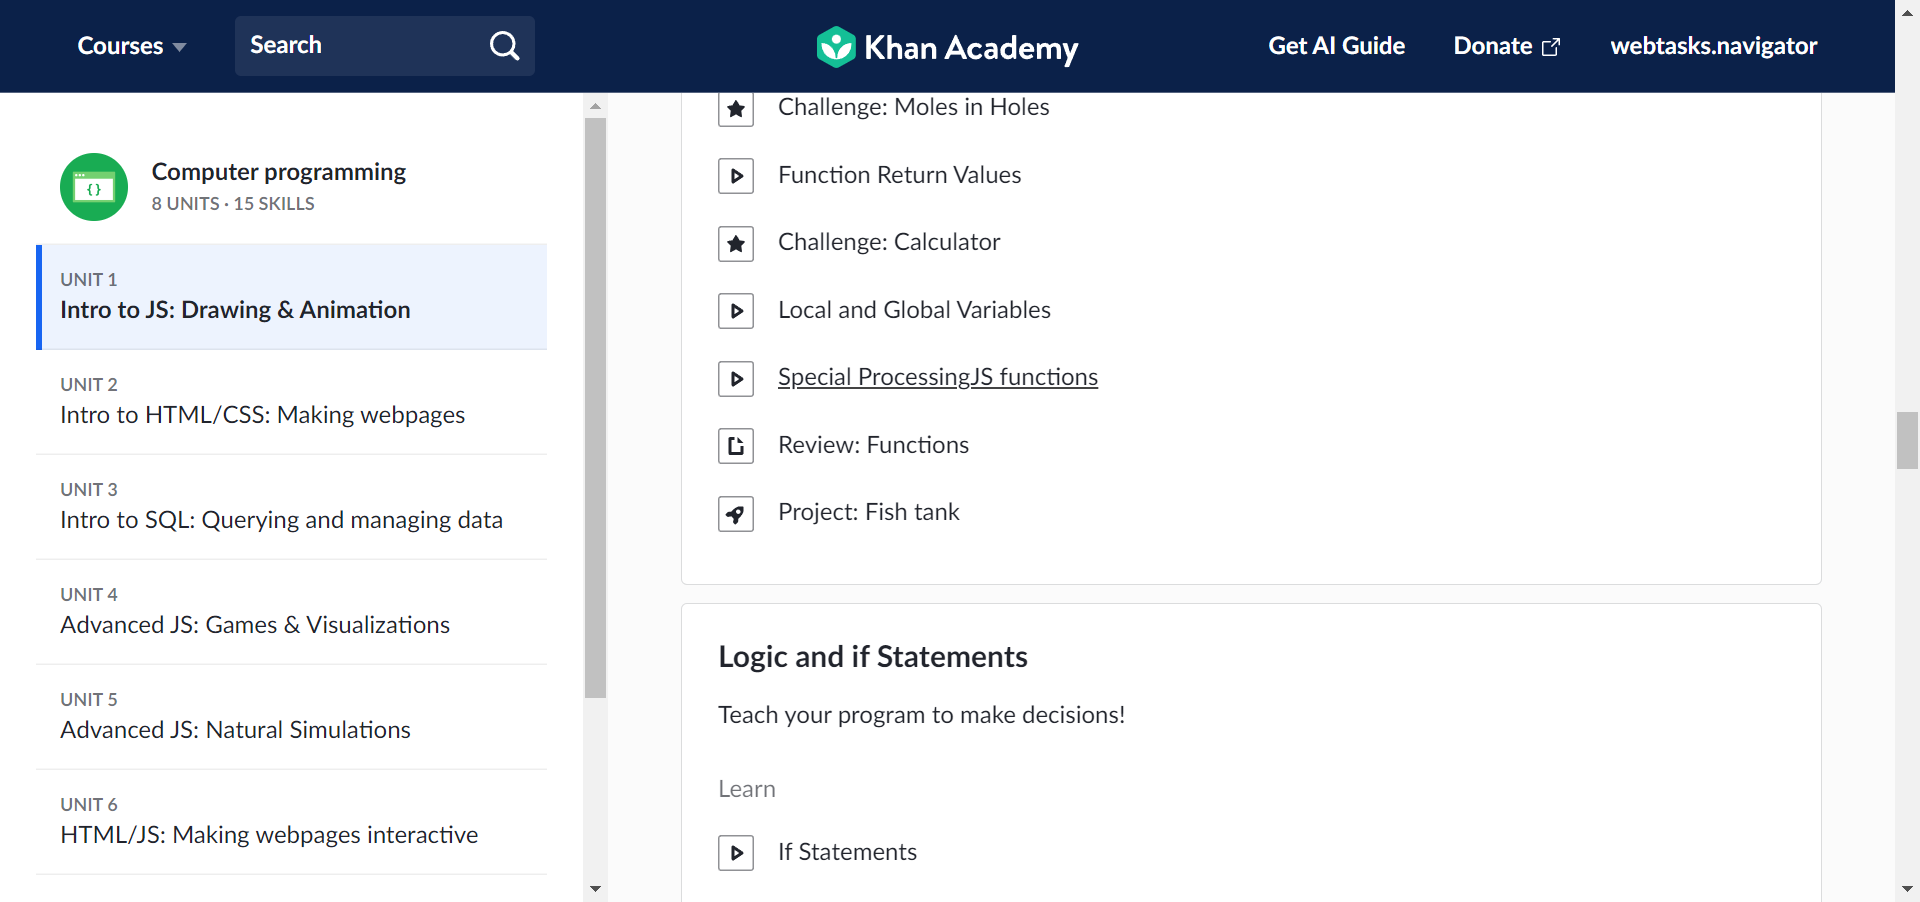 Courses
Search
Khan Academy
Get AI Guide
Donate
webtasks.navigator
Computer programming
8 UNITS · 15 SKILLS
UNIT 1
Intro to JS: Drawing & Animation
UNIT 2
Intro to HTML/CSS: Making webpages
UNIT 3
Intro to SQL: Querying and managing data
UNIT 4
Advanced JS: Games & Visualizations
UNIT 5
Advanced JS: Natural Simulations
UNIT 6
HTML/JS: Making webpages interactive
Challenge: Moles in Holes
Function Return Values
Challenge: Calculator
Local and Global Variables
Special ProcessingJS functions
Review: Functions
Project: Fish tank
Logic and if Statements
Teach your program to make decisions!
Learn
If Statements